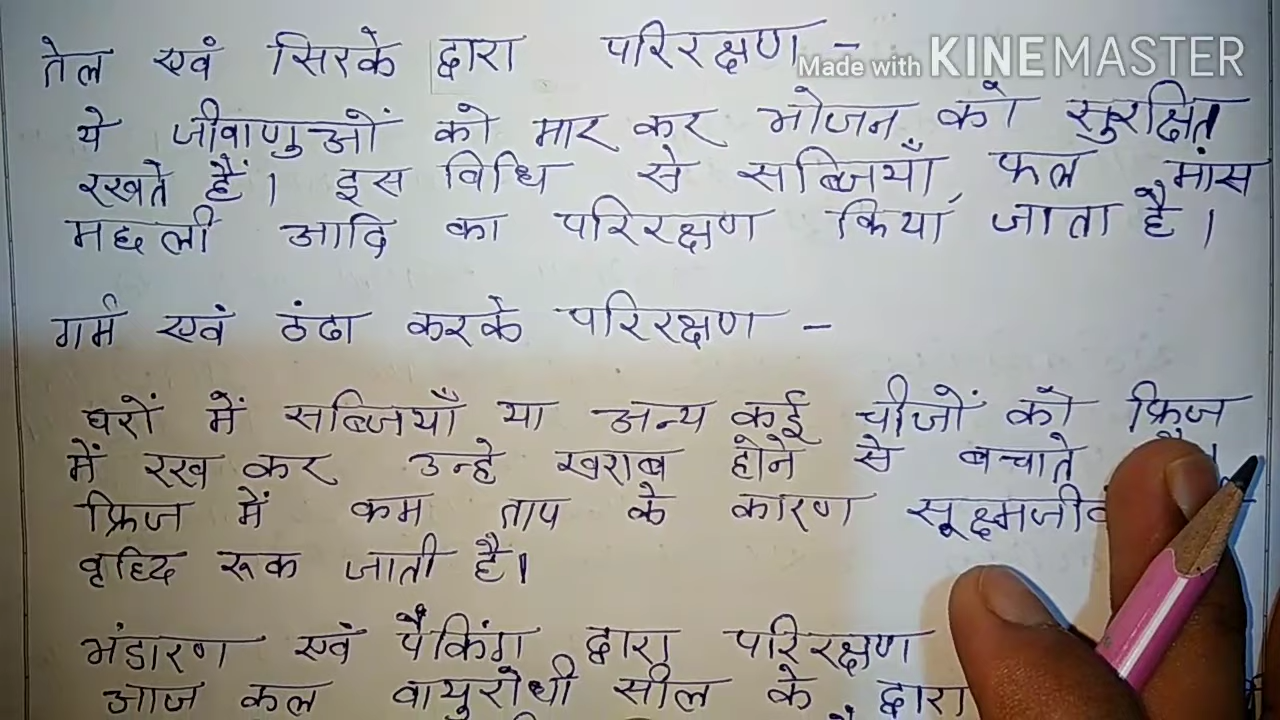 तेल एवं सिरके द्वारा परिरक्षण -
Made with KINEMASTER
ये जीवाणुओं को मार कर भोजन को सुरक्षित
रखते हैं। इस विधि से सब्जियाँ, फल मांस
मछली आदि का परिरक्षण किया जाता है।
गर्म एवं ठंढा करके परिरक्षण -
घरों में सब्जियाँ या अन्य कई चीजों को फ्रिज
में रख कर उन्हे खराब होने से बचाते
फ्रिज में कम ताप के कारण
वृध्दि रूक जाती है।
भंडारण एवं पैकिंग द्वारा परिरक्षण
आज कल वायुरोधी सील के द्वारा